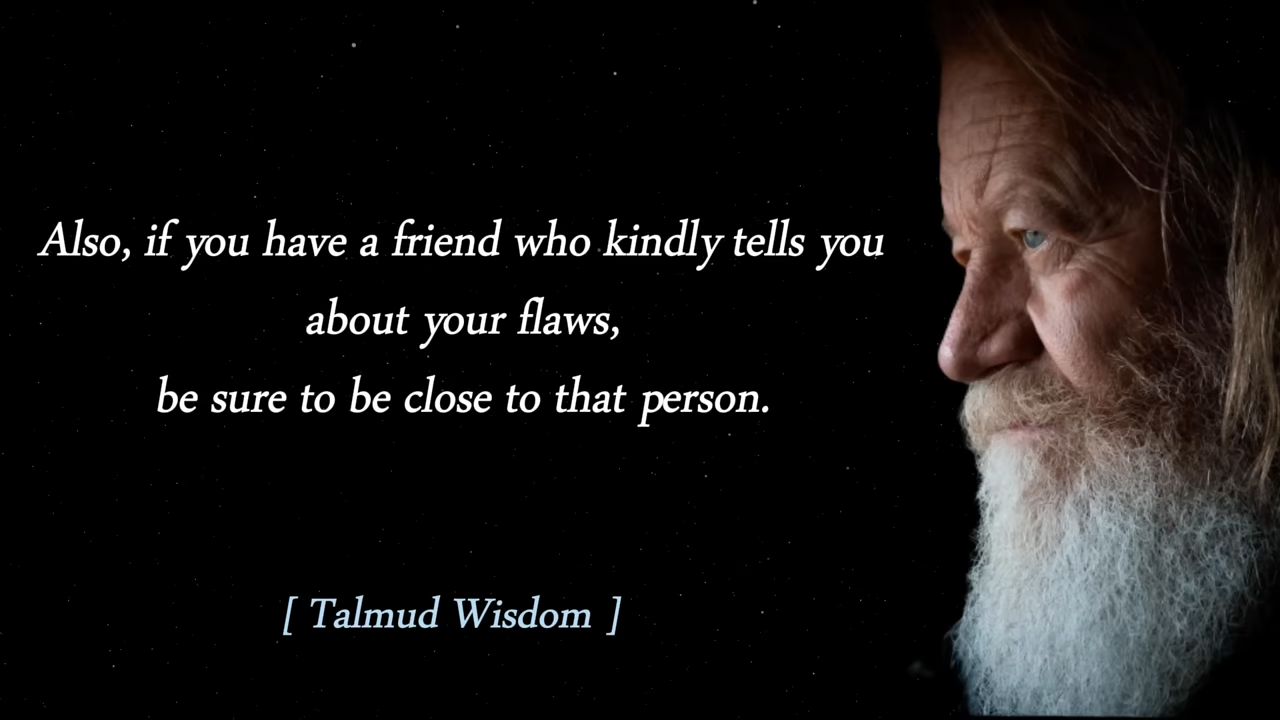 Also, if you have a friend who kindly tells you
about your flaws,
be sure to be close to that person.
[ Talmud Wisdom ]